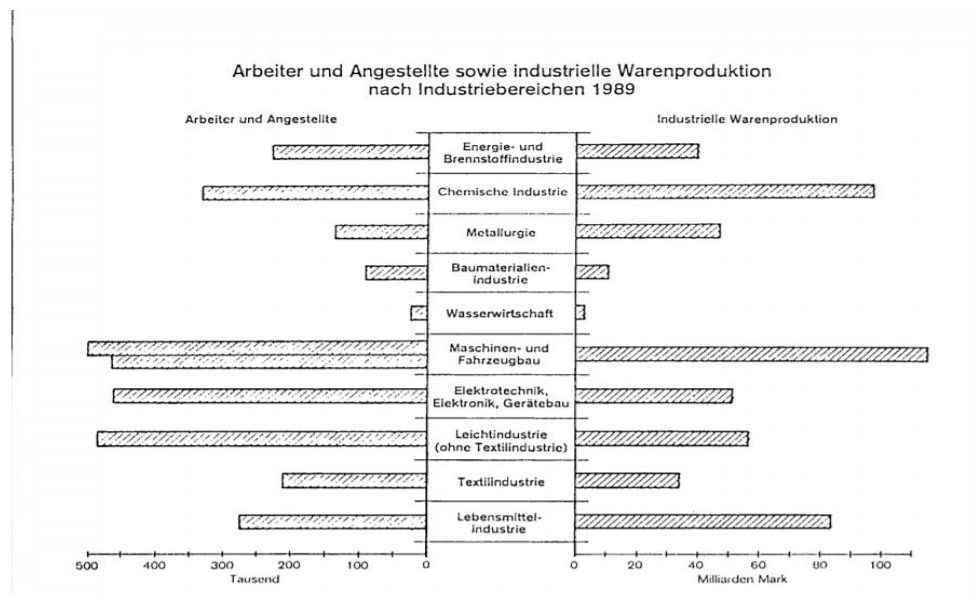 Arbeiter und Angestellte sowie industrielle Warenproduktion
nach Industriebereichen 1989
Arbeiter und Angestellte
Industrielle Warenproduktion
Energie- und
Brennstoffindustrie
Chemische Industrie
Metallurgie
Baumaterialien-
industrie
Wasserwirtschaft
Maschinen- und
Fahrzeugbau
Elektrotechnik,
Elektronik, Gerätebau
Leichtindustrie
(ohne Textilindustrie)
Textilindustrie
Lebensmittel-
industrie
500 400 300 200 100 0
Tausend
0 20 40 60 80 100
Milliarden Mark